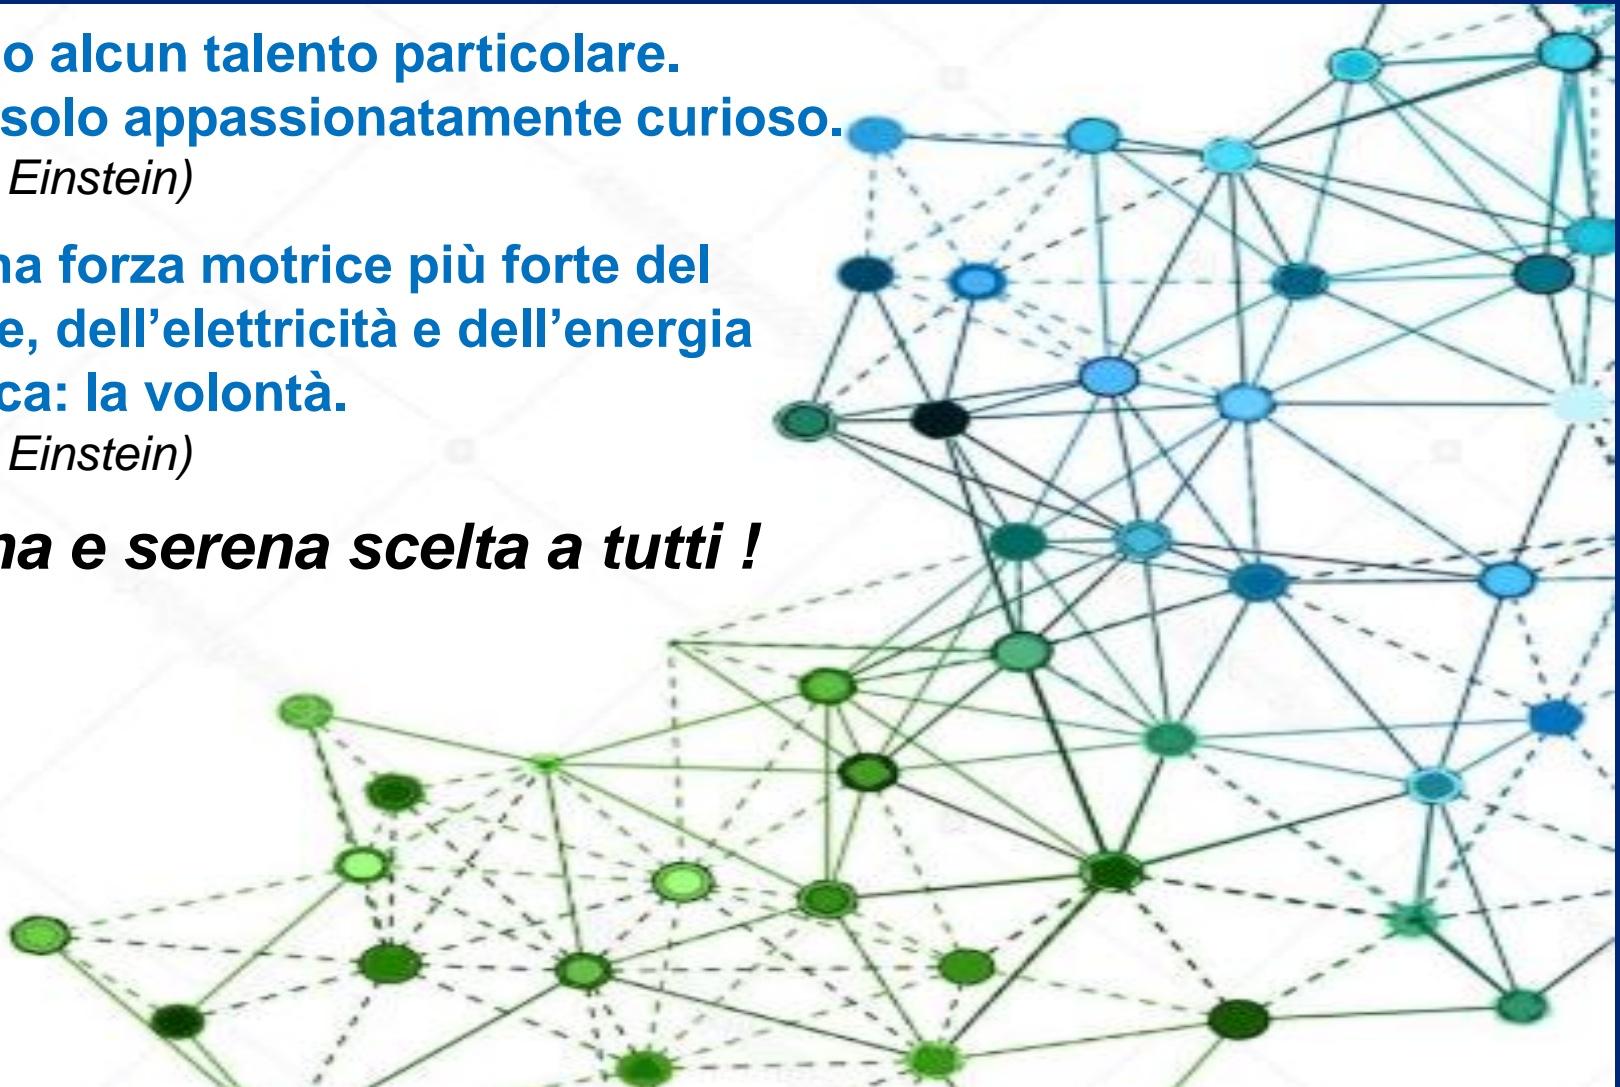 o alcun talento particolare.
solo appassionatamente curioso.
Einstein)
na forza motrice più forte del
e, dell’elettricità e dell’energia
ca: la volontà.
Einstein)
na e serena scelta a tutti !